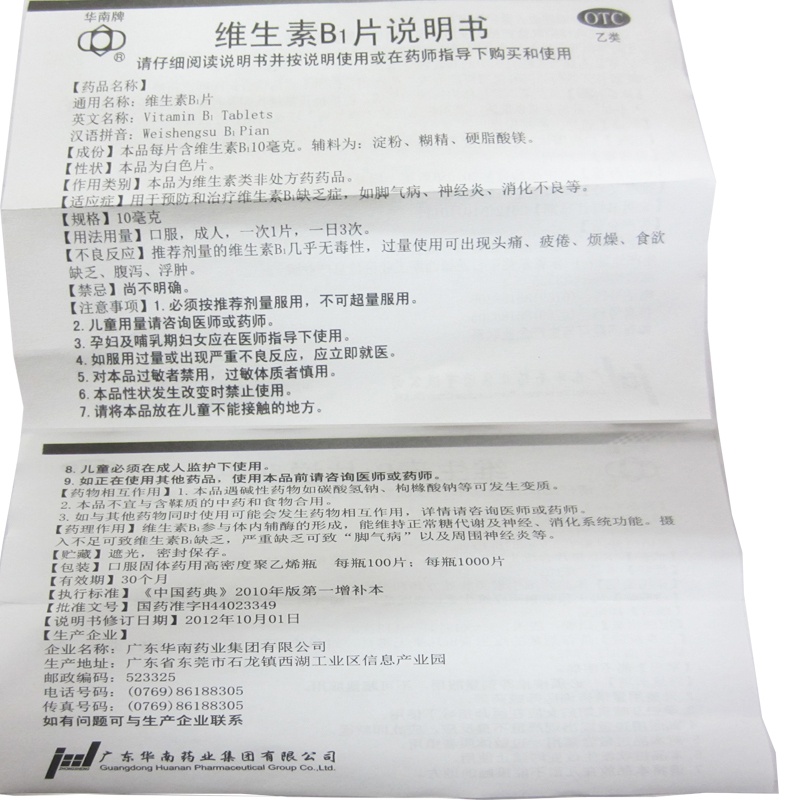 华南牌
®
OTC
乙类
维生素B1片说明书
请仔细阅读说明书并按说明使用或在药师指导下购买和使用
【药品名称】
通用名称：维生素B1片
英文名称：Vitamin B1 Tablets
汉语拼音：Weishengsu B1 Pian
【成份】本品每片含维生素B110毫克。辅料为：淀粉、糊精、硬脂酸镁。
【性状】本品为白色片。
【作用类别】本品为维生素类非处方药药品。
【适应症】用于预防和治疗维生素B1缺乏症，如脚气病、神经炎、消化不良等。
【规格】10毫克
【用法用量】口服，成人，一次1片，一日3次。
【不良反应】推荐剂量的维生素B1几乎无毒性，过量使用可出现头痛、疲倦、烦燥、食欲
缺乏、腹泻、浮肿。
【禁忌】尚不明确。
【注意事项】1.必须按推荐剂量服用，不可超量服用。
2.儿童用量请咨询医师或药师。
3.孕妇及哺乳期妇女应在医师指导下使用。
4.如服用过量或出现严重不良反应，应立即就医。
5.对本品过敏者禁用，过敏体质者慎用。
6.本品性状发生改变时禁止使用。
7.请将本品放在儿童不能接触的地方。
8.儿童必须在成人监护下使用。
9.如正在使用其他药品，使用本品前请咨询医师或药师。
【药物相互作用】1.本品遇碱性药物如碳酸氢钠、枸橼酸钠等可发生变质。
2.本品不宜与含鞣质的中药和食物合用。
3.如与其他药物同时使用可能会发生药物相互作用，详情请咨询医师或药师。
【药理作用】维生素B1参与体内辅酶的形成，能维持正常糖代谢及神经、消化系统功能。摄
入不足可致维生素B1缺乏，严重缺乏可致“脚气病”以及周围神经炎等。
【贮藏】遮光，密封保存。
【包装】口服固体药用高密度聚乙烯瓶 每瓶100片；每瓶1000片
【有效期】30个月
【执行标准】《中国药典》2010年版第一增补本
【批准文号】国药准字H44023349
【说明书修订日期】2012年10月01日
【生产企业】
企业名称：广东华南药业集团有限公司
生产地址：广东省东莞市石龙镇西湖工业区信息产业园
邮政编码：523325
电话号码：(0769)86188305
传真号码：(0769)86188305
如有问题可与生产企业联系
广东华南药业集团有限公司
Guangdong Huanan Pharmaceutical Group Co.,Ltd.